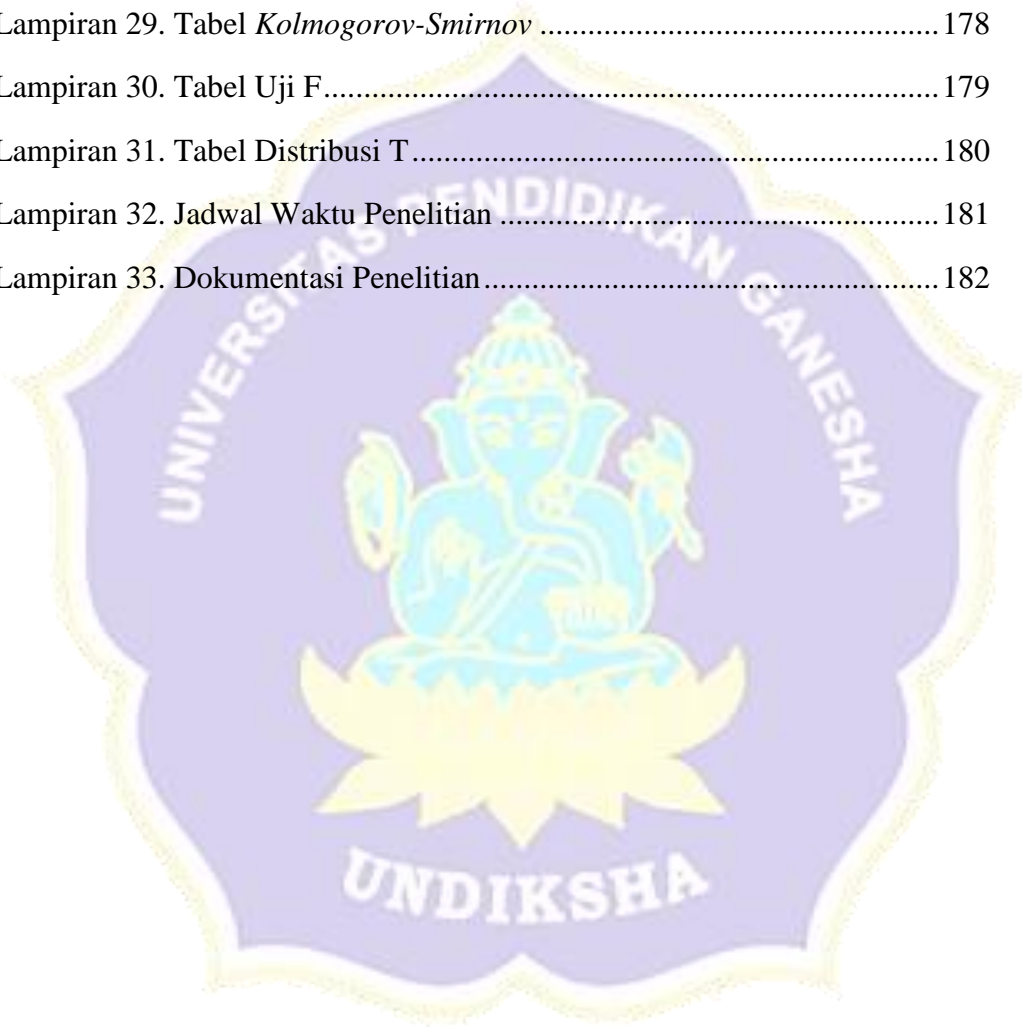 Lampiran 29. Tabel Kolmogorov-Smirnov ............................................ 178
Lampiran 30. Tabel Uji F.................................................................... 179
Lampiran 31. Tabel Distribusi T .......................................................... 180
Lampiran 32. Jadwal Waktu Penelitian ................................................ 181
Lampiran 33. Dokumentasi Penelitian .................................................. 182
UNIVERSITAS PENDIDIKAN GANESHA
UNDIKSHA